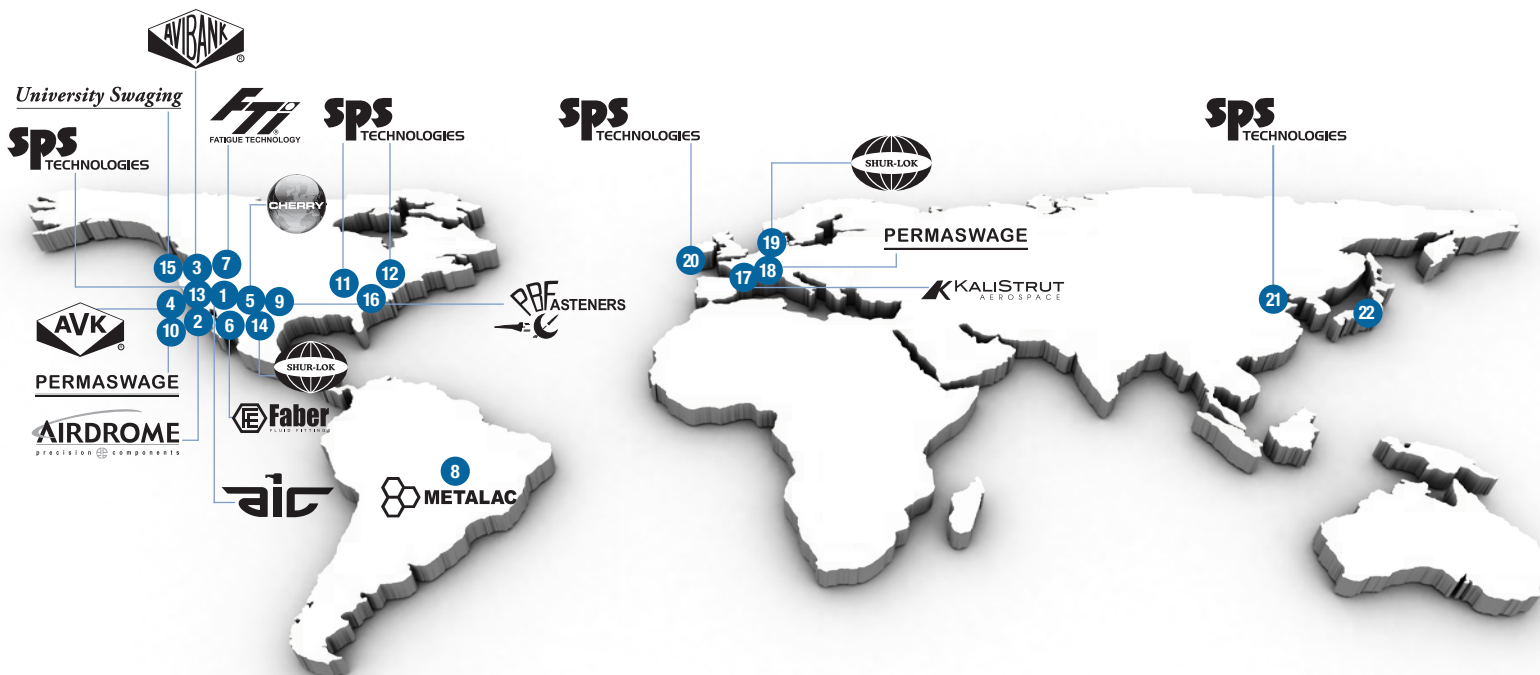 AVIBANK
®
University Swaging
FTi
®
FATIGUE TECHNOLOGY
sps
TECHNOLOGIES
sps
TECHNOLOGIES
sps
TECHNOLOGIES
sps
TECHNOLOGIES
SHUR-LOK
CHERRY
PERMASWAGE
KALISTRUT
AEROSPACE
15
3
7
13
1
5
9
4
10
2
6
14
11
12
16
20
19
17
18
21
22
PBFASTENERS
AVK
®
PERMASWAGE
SHUR-LOK
AIRDROME
precision components
FE Faber
FLUID FITTINGS
aic
8
METALAC